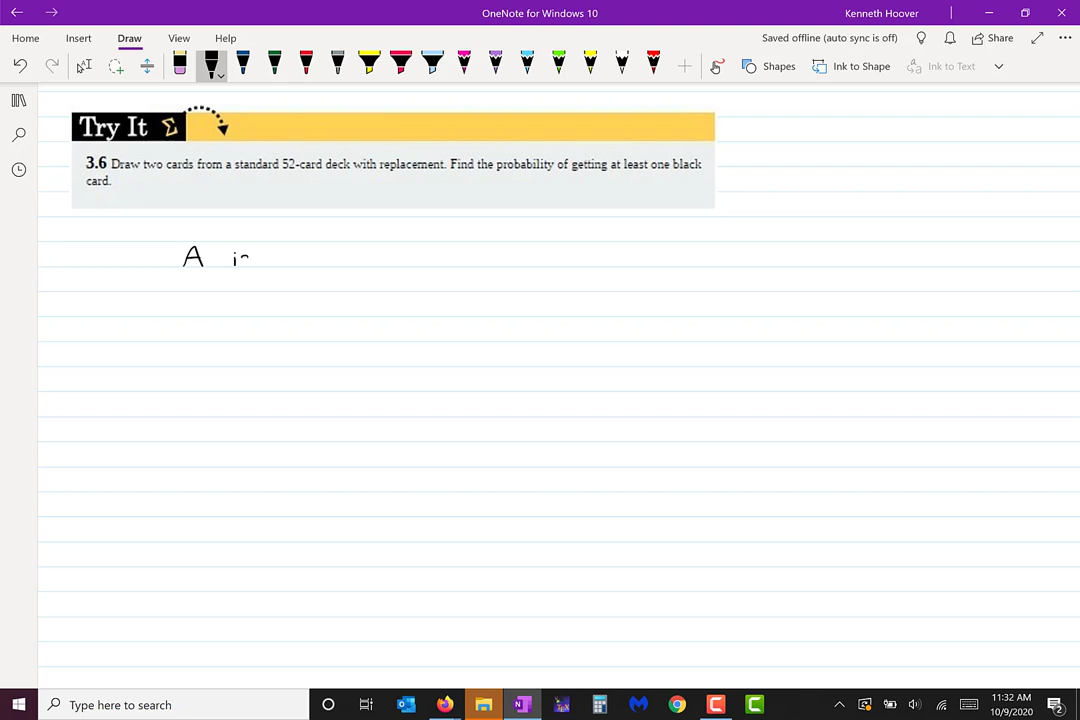 OneNote for Windows 10
Kenneth Hoover
Home Insert Draw View Help
Saved offline (auto sync is off)
Share
Shapes
Ink to Shape
Ink to Text
Try It Σ
3.6 Draw two cards from a standard 52-card deck with replacement. Find the probability of getting at least one black
card.
A
Type here to search
11:32 AM
10/9/2020
2